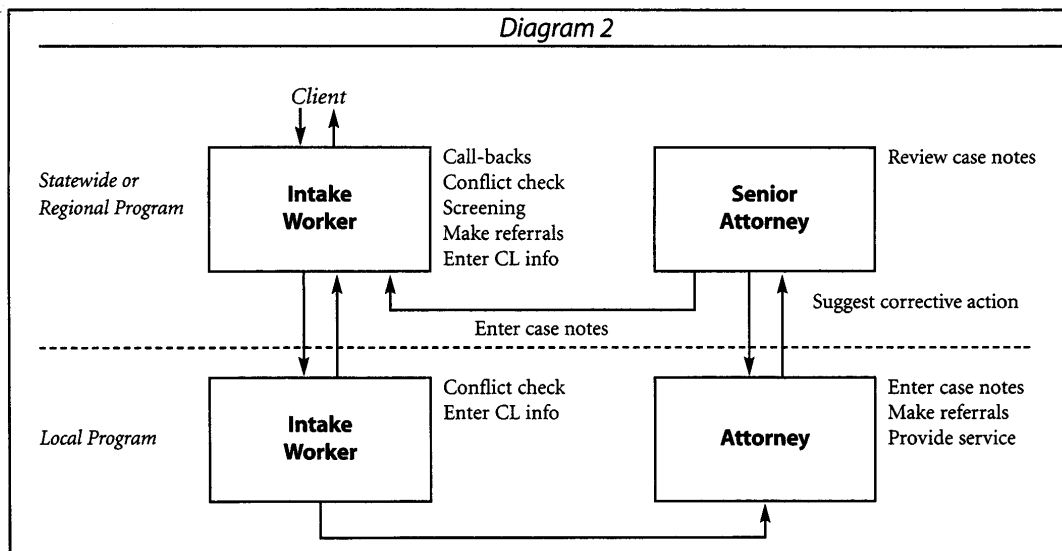 Diagram 2
Client
Statewide or
Regional Program
Intake
Worker
Call-backs
Conflict check
Screening
Make referrals
Enter CL info
Senior
Attorney
Review case notes
Suggest corrective action
Enter case notes
Local Program
Intake
Worker
Conflict check
Enter CL info
Attorney
Enter case notes
Make referrals
Provide service